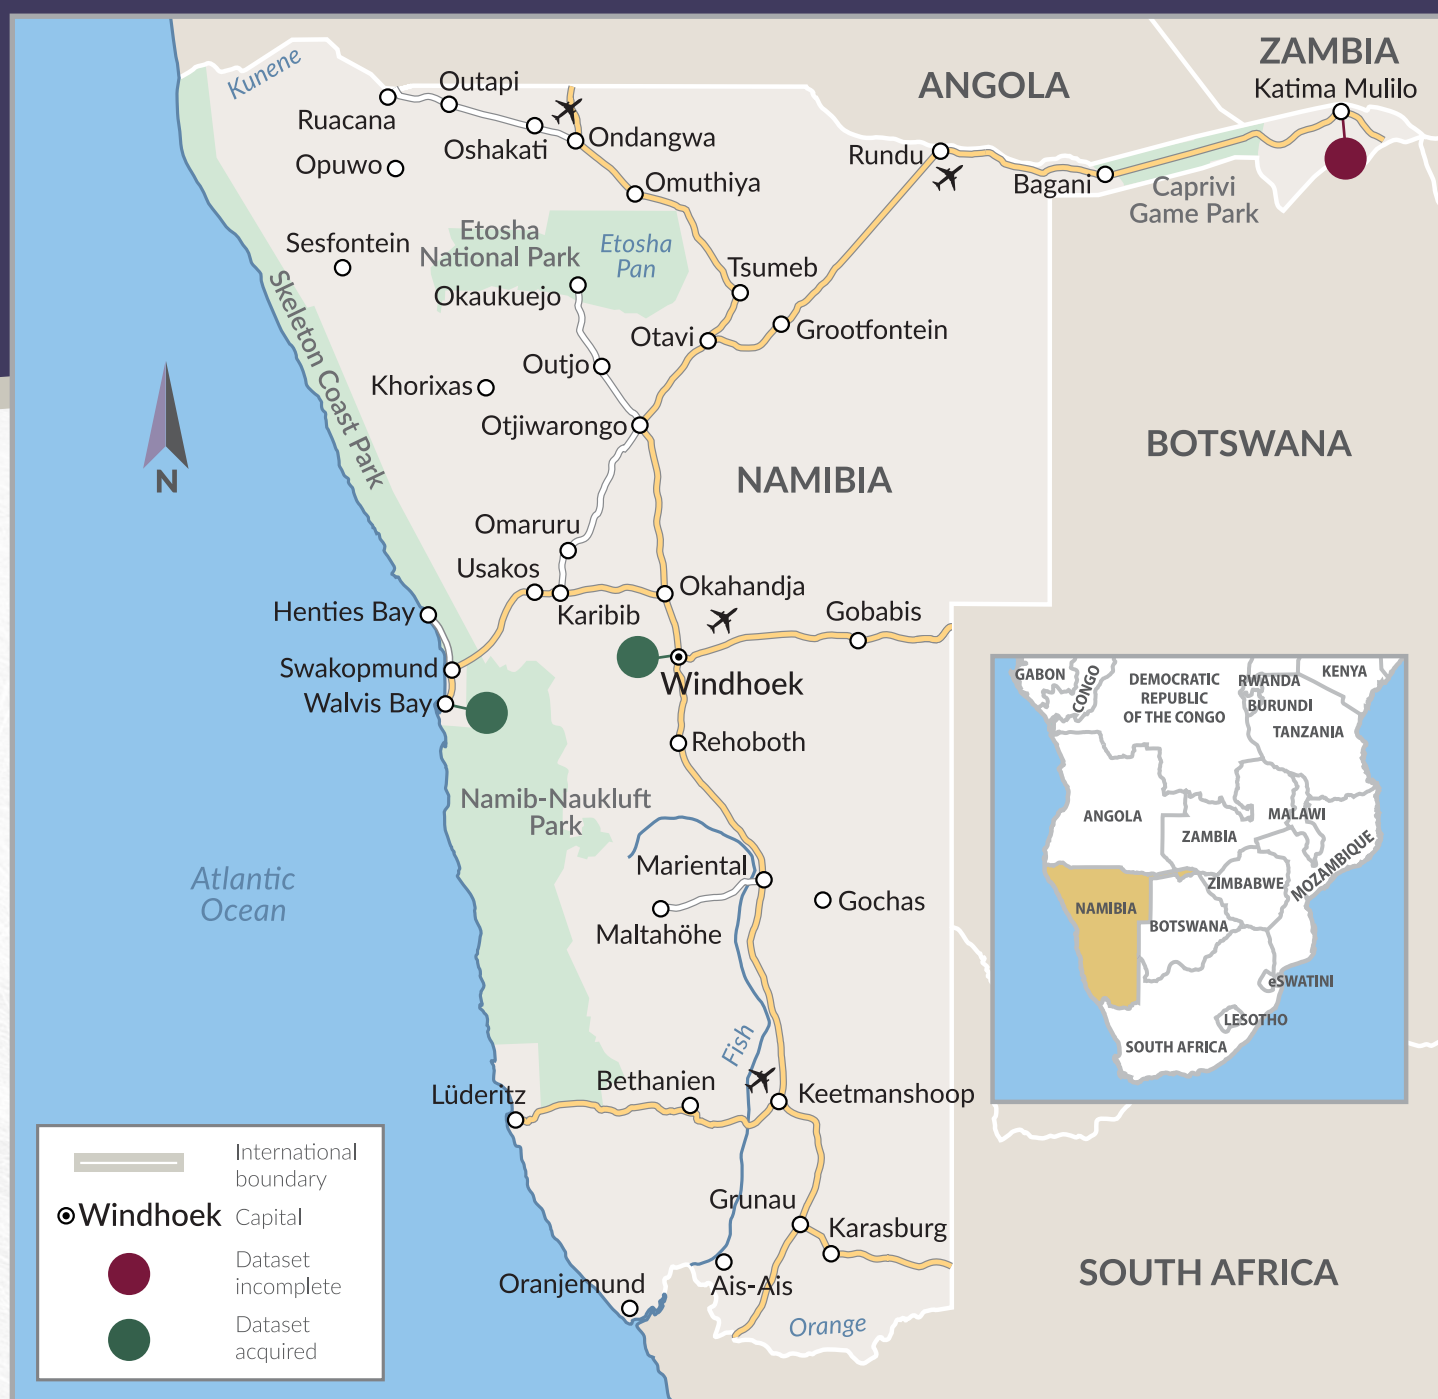 ZAMBIA
Katima Mulilo
ANGOLA
Kunene
Outapi
Ruacana
Oshakati
Ondangwa
Opuwo
Omuthiya
Rundu
Bagani
Caprivi
Game Park
Etosha
National Park
Etosha
Pan
Sesfontein
Okaukuejo
Tsumeb
Skeleton Coast Park
Otavi
Grootfontein
Outjo
Khorixas
Otjiwarongo
BOTSWANA
NAMIBIA
N
Omaruru
Usakos
Karibib
Okahandja
Henties Bay
Gobabis
Swakopmund
Windhoek
Walvis Bay
Rehoboth
Namib-Naukluft
Park
Mariental
Atlantic
Ocean
Gochas
Maltahöhe
Fish
Bethanien
Keetmanshoop
Lüderitz
Grunau
Karasburg
Oranjemund
Ais-Ais
Orange
SOUTH AFRICA
GABON
CONGO
DEMOCRATIC
REPUBLIC
OF THE CONGO
RWANDA
BURUNDI
KENYA
TANZANIA
ANGOLA
ZAMBIA
MALAWI
MOZAMBIQUE
ZIMBABWE
NAMIBIA
BOTSWANA
eSWATINI
LESOTHO
SOUTH AFRICA
International
boundary
Windhoek Capital
Dataset
incomplete
Dataset
acquired